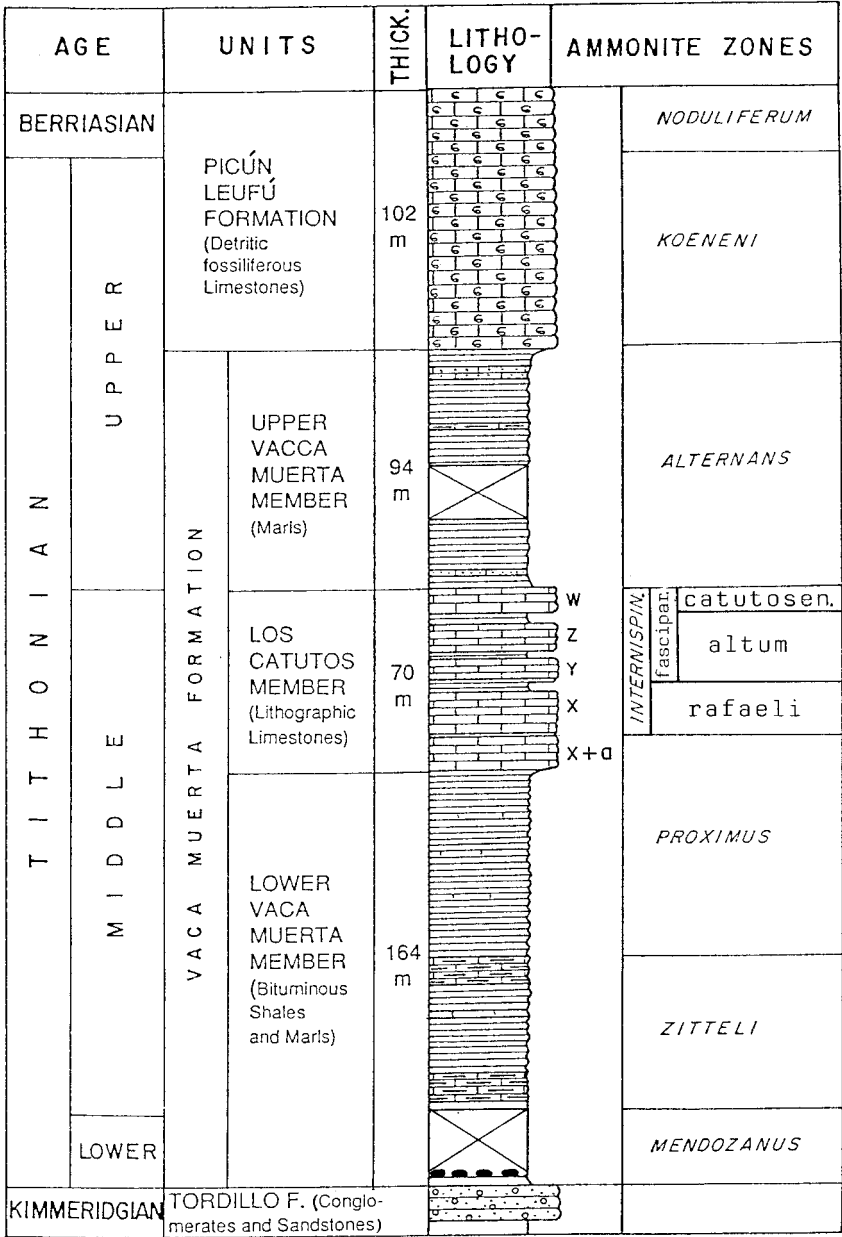 AGE
UNITS
THICK.
LITHO-
LOGY
AMMONITE ZONES
BERRIASIAN
TITHONIAN
UPPER
MIDDLE
LOWER
KIMMERIDGIAN
PICÚN
LEUFÚ
FORMATION
(Detritic
fossiliferous
Limestones)
102
m
VACA MUERTA FORMATION
UPPER
VACCA
MUERTA
MEMBER
(Marls)
94
m
LOS
CATUTOS
MEMBER
(Lithographic
Limestones)
70
m
LOWER
VACA
MUERTA
MEMBER
(Bituminous
Shales
and Marls)
164
m
TORDILLO F. (Conglo-
merates and Sandstones)
W
Z
Y
X
X+a
NODULIFERUM
KOENENI
ALTERNANS
INTERNISPIN.
fascipar.
catutosen.
altum
rafaeli
PROXIMUS
ZITTELI
MENDOZANUS